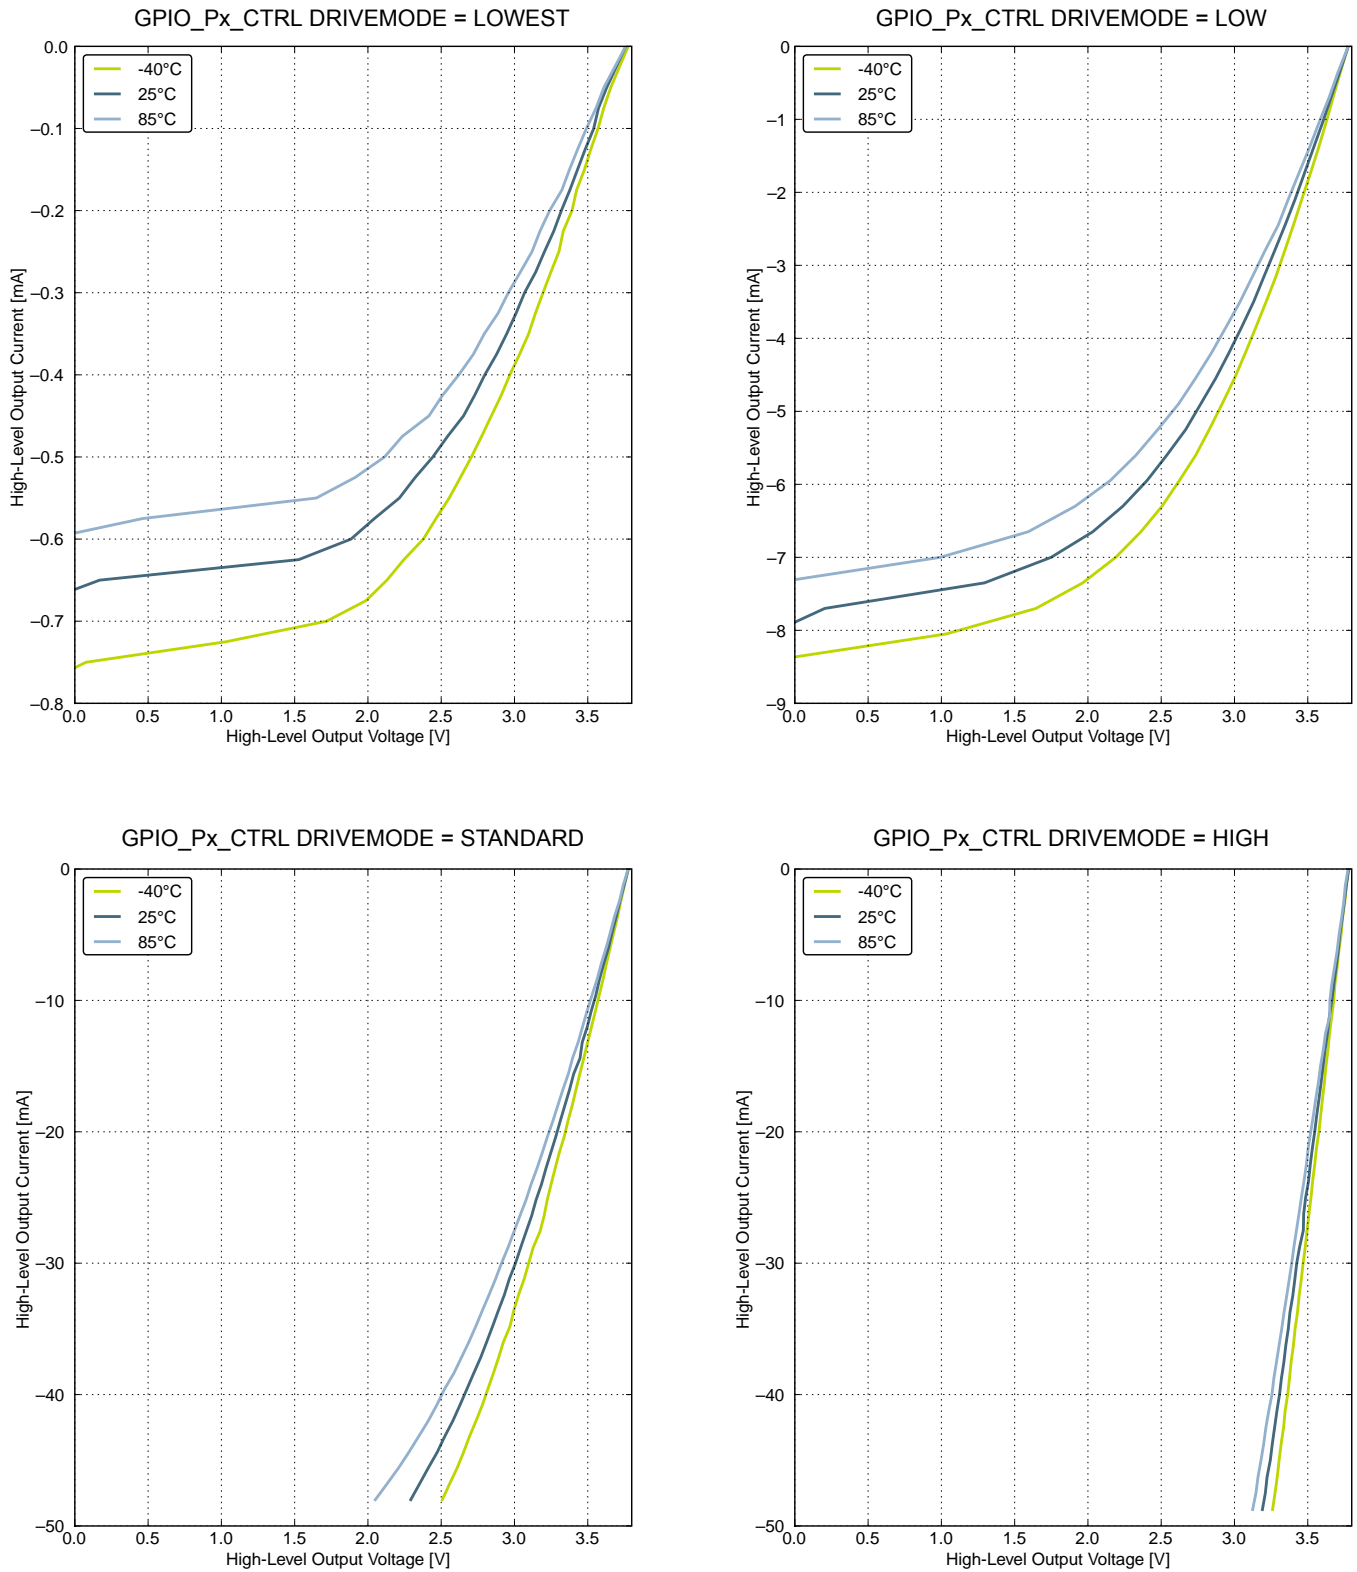 GPIO_Px_CTRL DRIVEMODE = LOWEST
0.0
–0.1
–0.2
–0.3
–0.4
–0.5
–0.6
–0.7
–0.8
High-Level Output Current [mA]
-40°C
25°C
85°C
0.0 0.5 1.0 1.5 2.0 2.5 3.0 3.5
High-Level Output Voltage [V]
GPIO_Px_CTRL DRIVEMODE = LOW
0
–1
–2
–3
–4
–5
–6
–7
–8
–9
High-Level Output Current [mA]
-40°C
25°C
85°C
0.0 0.5 1.0 1.5 2.0 2.5 3.0 3.5
High-Level Output Voltage [V]
GPIO_Px_CTRL DRIVEMODE = STANDARD
0
–10
–20
–30
–40
–50
High-Level Output Current [mA]
-40°C
25°C
85°C
0.0 0.5 1.0 1.5 2.0 2.5 3.0 3.5
High-Level Output Voltage [V]
GPIO_Px_CTRL DRIVEMODE = HIGH
0
–10
–20
–30
–40
–50
High-Level Output Current [mA]
-40°C
25°C
85°C
0.0 0.5 1.0 1.5 2.0 2.5 3.0 3.5
High-Level Output Voltage [V]